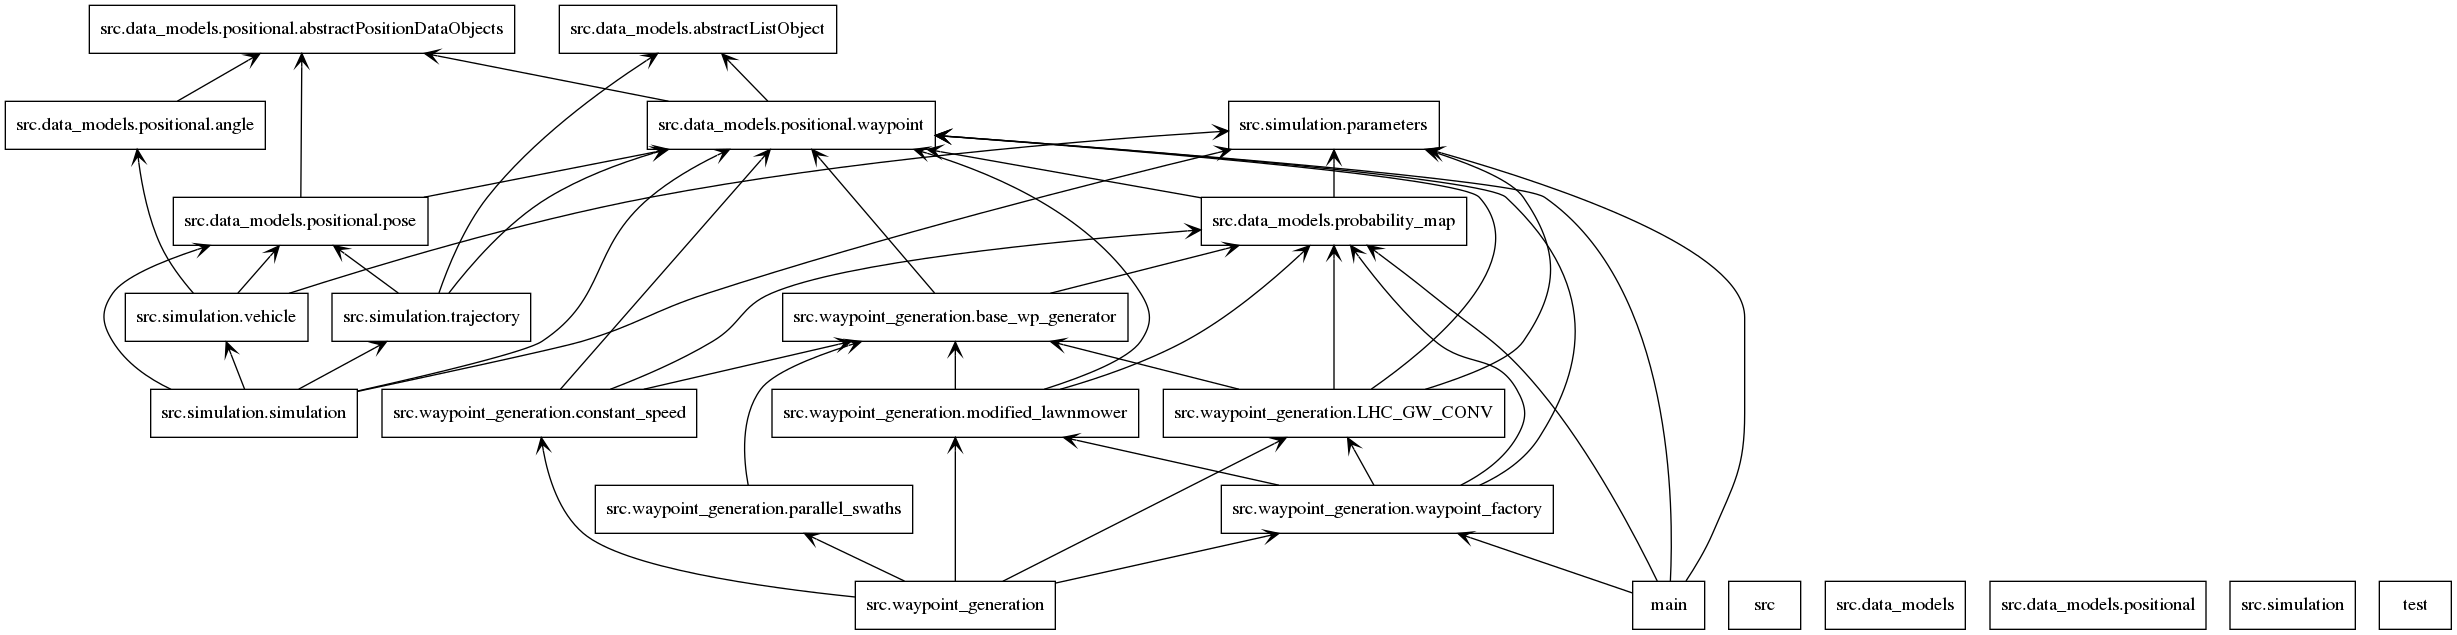 src.data_models.positional.abstractPositionDataObjects
src.data_models.abstractListObject
src.data_models.positional.angle
src.data_models.positional.waypoint
src.simulation.parameters
src.data_models.positional.pose
src.data_models.probability_map
src.simulation.vehicle
src.simulation.trajectory
src.waypoint_generation.base_wp_generator
src.simulation.simulation
src.waypoint_generation.constant_speed
src.waypoint_generation.modified_lawnmower
src.waypoint_generation.LHC_GW_CONV
src.waypoint_generation.parallel_swaths
src.waypoint_generation.waypoint_factory
src.waypoint_generation
main
src
src.data_models
src.data_models.positional
src.simulation
test